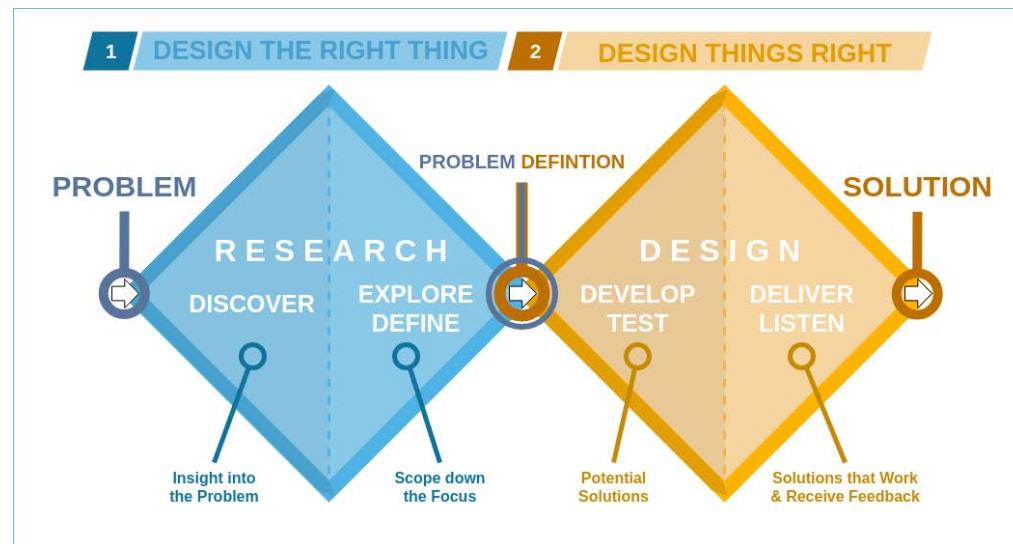 1 DESIGN THE RIGHT THING
2 DESIGN THINGS RIGHT
PROBLEM DEFINTION
PROBLEM
SOLUTION
RESEARCH
DESIGN
DISCOVER
EXPLORE
DEFINE
DEVELOP
TEST
DELIVER
LISTEN
Insight into
the Problem
Scope down
the Focus
Potential
Solutions
Solutions that Work
& Receive Feedback